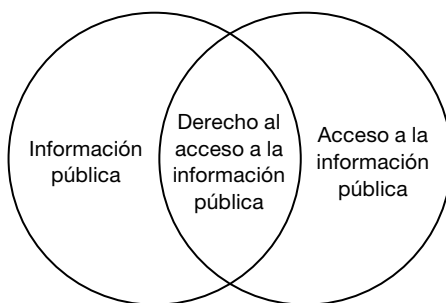 Información
pública
Derecho al
acceso a la
información
pública
Acceso a la
información
pública